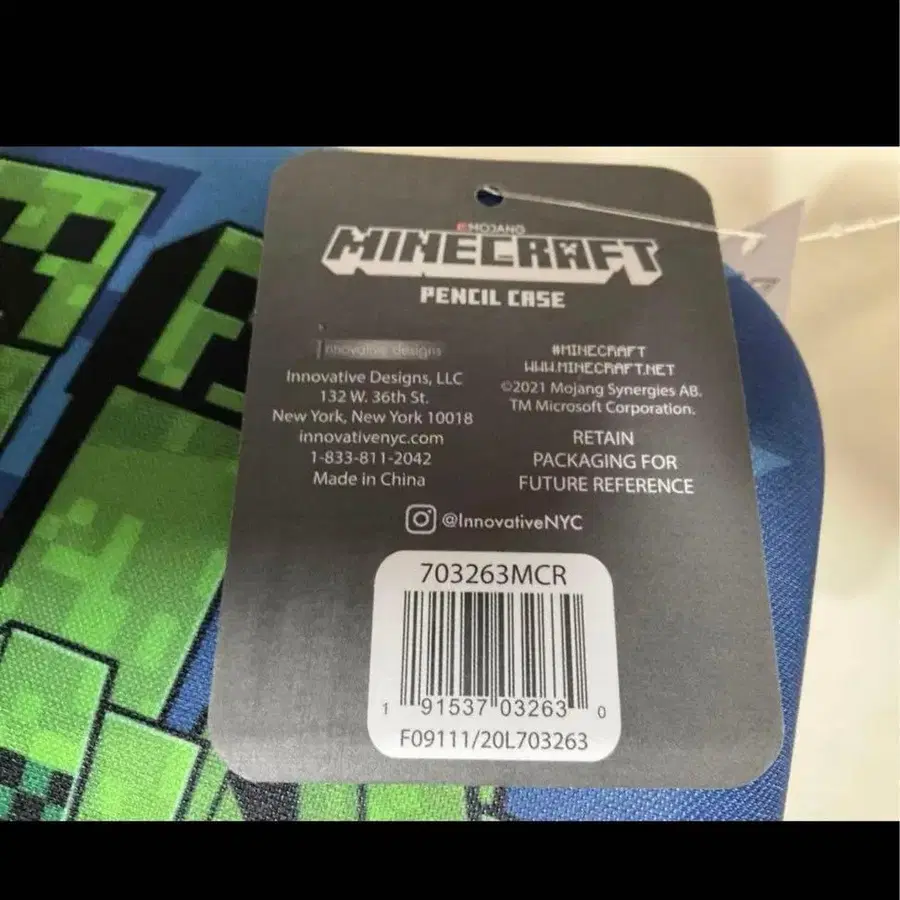 MOJANG
MINECRAFT
PENCIL CASE
Innovative designs
Innovative Designs, LLC
132 W. 36th St.
New York, New York 10018
innovativenyc.com
1-833-811-2042
Made in China
#MINECRAFT
WWW.MINECRAFT.NET
©2021 Mojang Synergies AB.
TM Microsoft Corporation.
RETAIN
PACKAGING FOR
FUTURE REFERENCE
@InnovativeNYC
703263MCR
1 91537 03263 0
F09111/20L703263